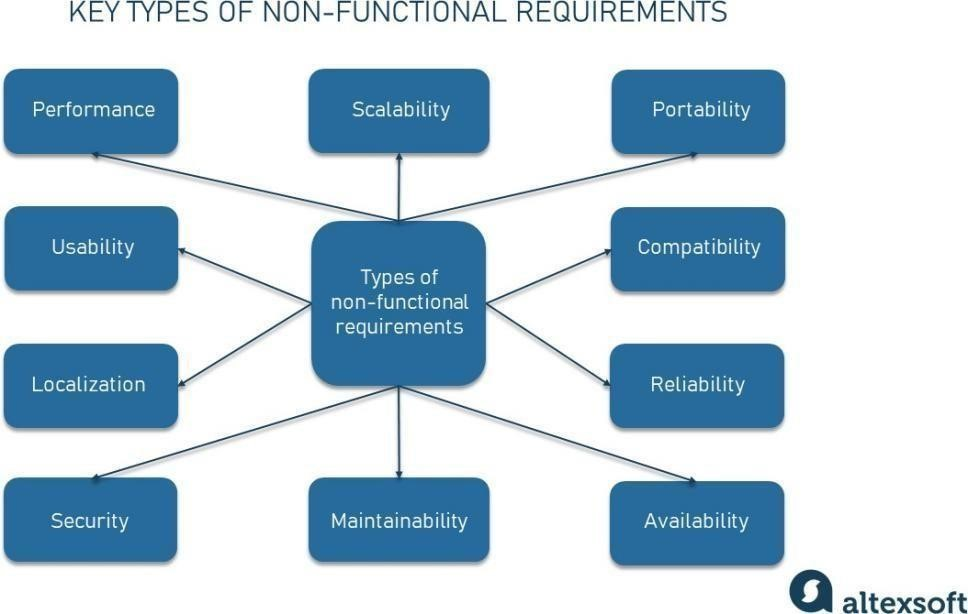 KEY TYPES OF NON-FUNCTIONAL REQUIREMENTS
Performance
Scalability
Portability
Usability
Types of
non-functional
requirements
Compatibility
Localization
Reliability
Security
Maintainability
Availability
altexsoft